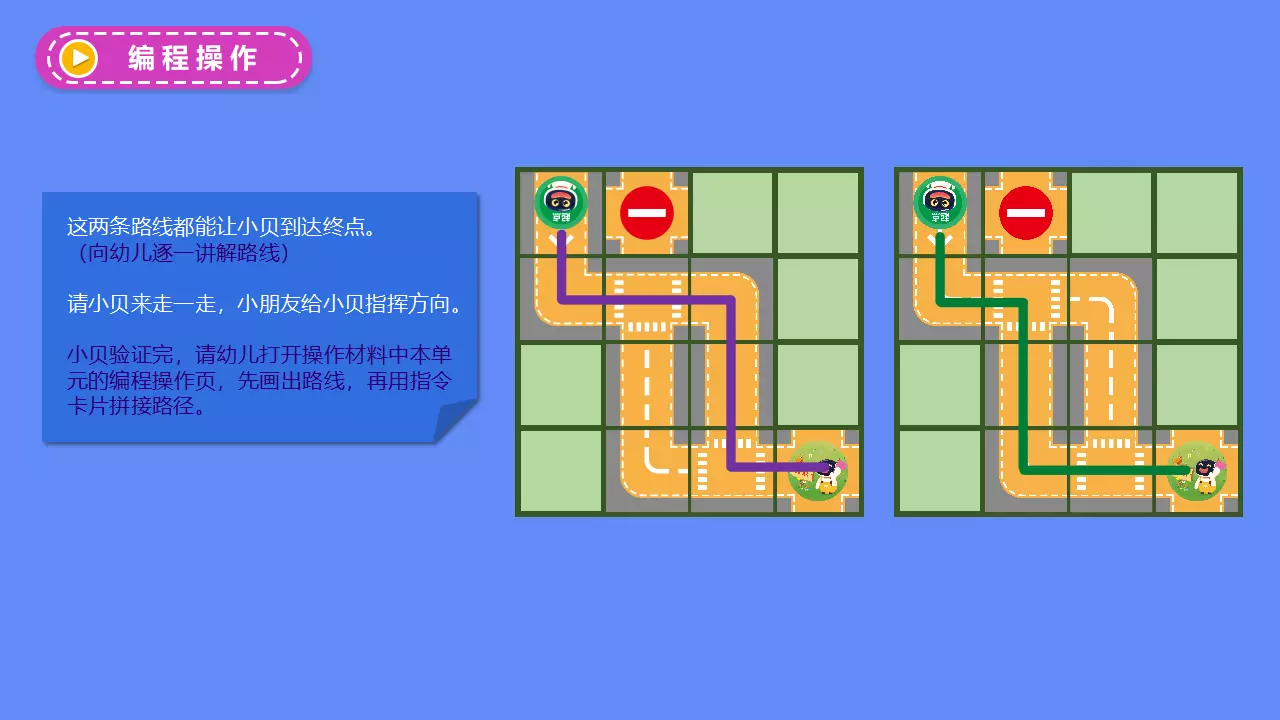 编程操作
这两条路线都能让小贝到达终点。
（向幼儿逐一讲解路线）
请小贝来走一走，小朋友给小贝指挥方向。
小贝验证完，请幼儿打开操作材料中本单
元的编程操作页，先画出路线，再用指令
卡片拼接路径。